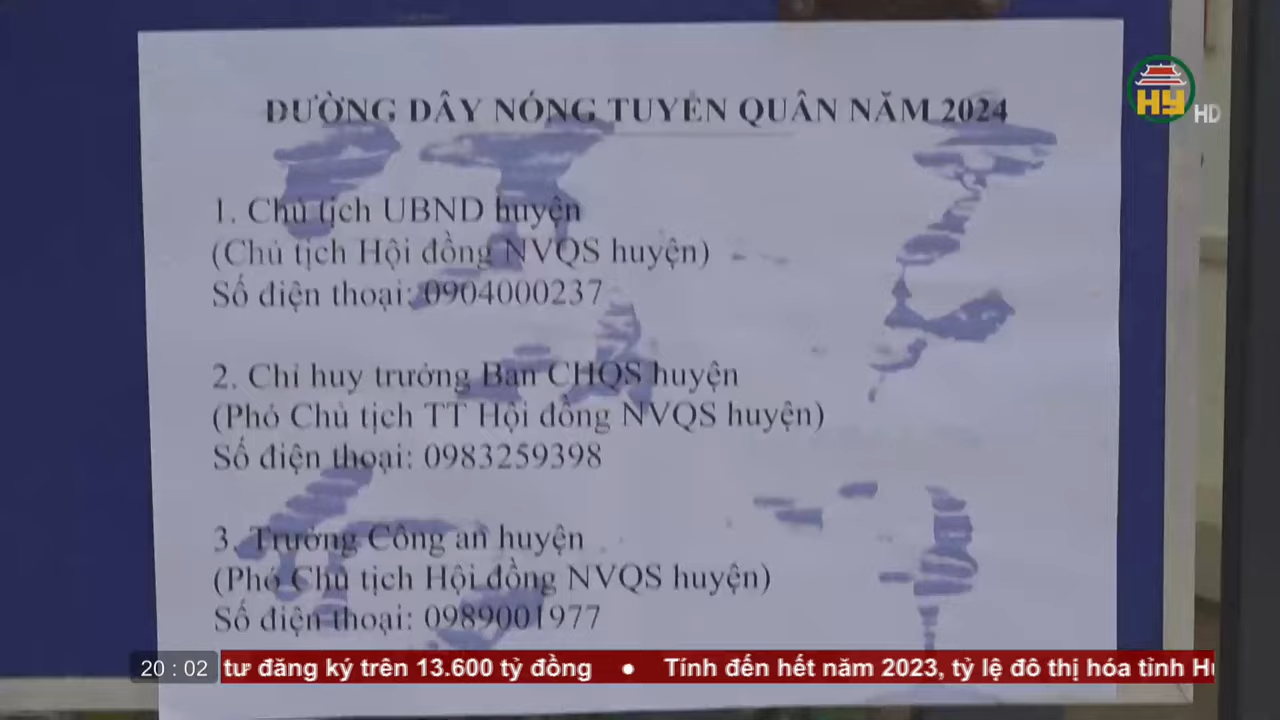 ĐƯỜNG DÂY NÓNG TUYỂN QUÂN NĂM 2024
HY HD
1. Chủ tịch UBND huyện
(Chủ tịch Hội đồng NVQS huyện)
Số điện thoại: 0904000237
2. Chỉ huy trưởng Ban CHQS huyện
(Phó Chủ tịch TT Hội đồng NVQS huyện)
Số điện thoại: 0983259398
3. Trưởng Công an huyện
(Phó Chủ tịch Hội đồng NVQS huyện)
Số điện thoại: 0989001977
20 : 02 tư đăng ký trên 13.600 tỷ đồng • Tính đến hết năm 2023, tỷ lệ đô thị hóa tỉnh